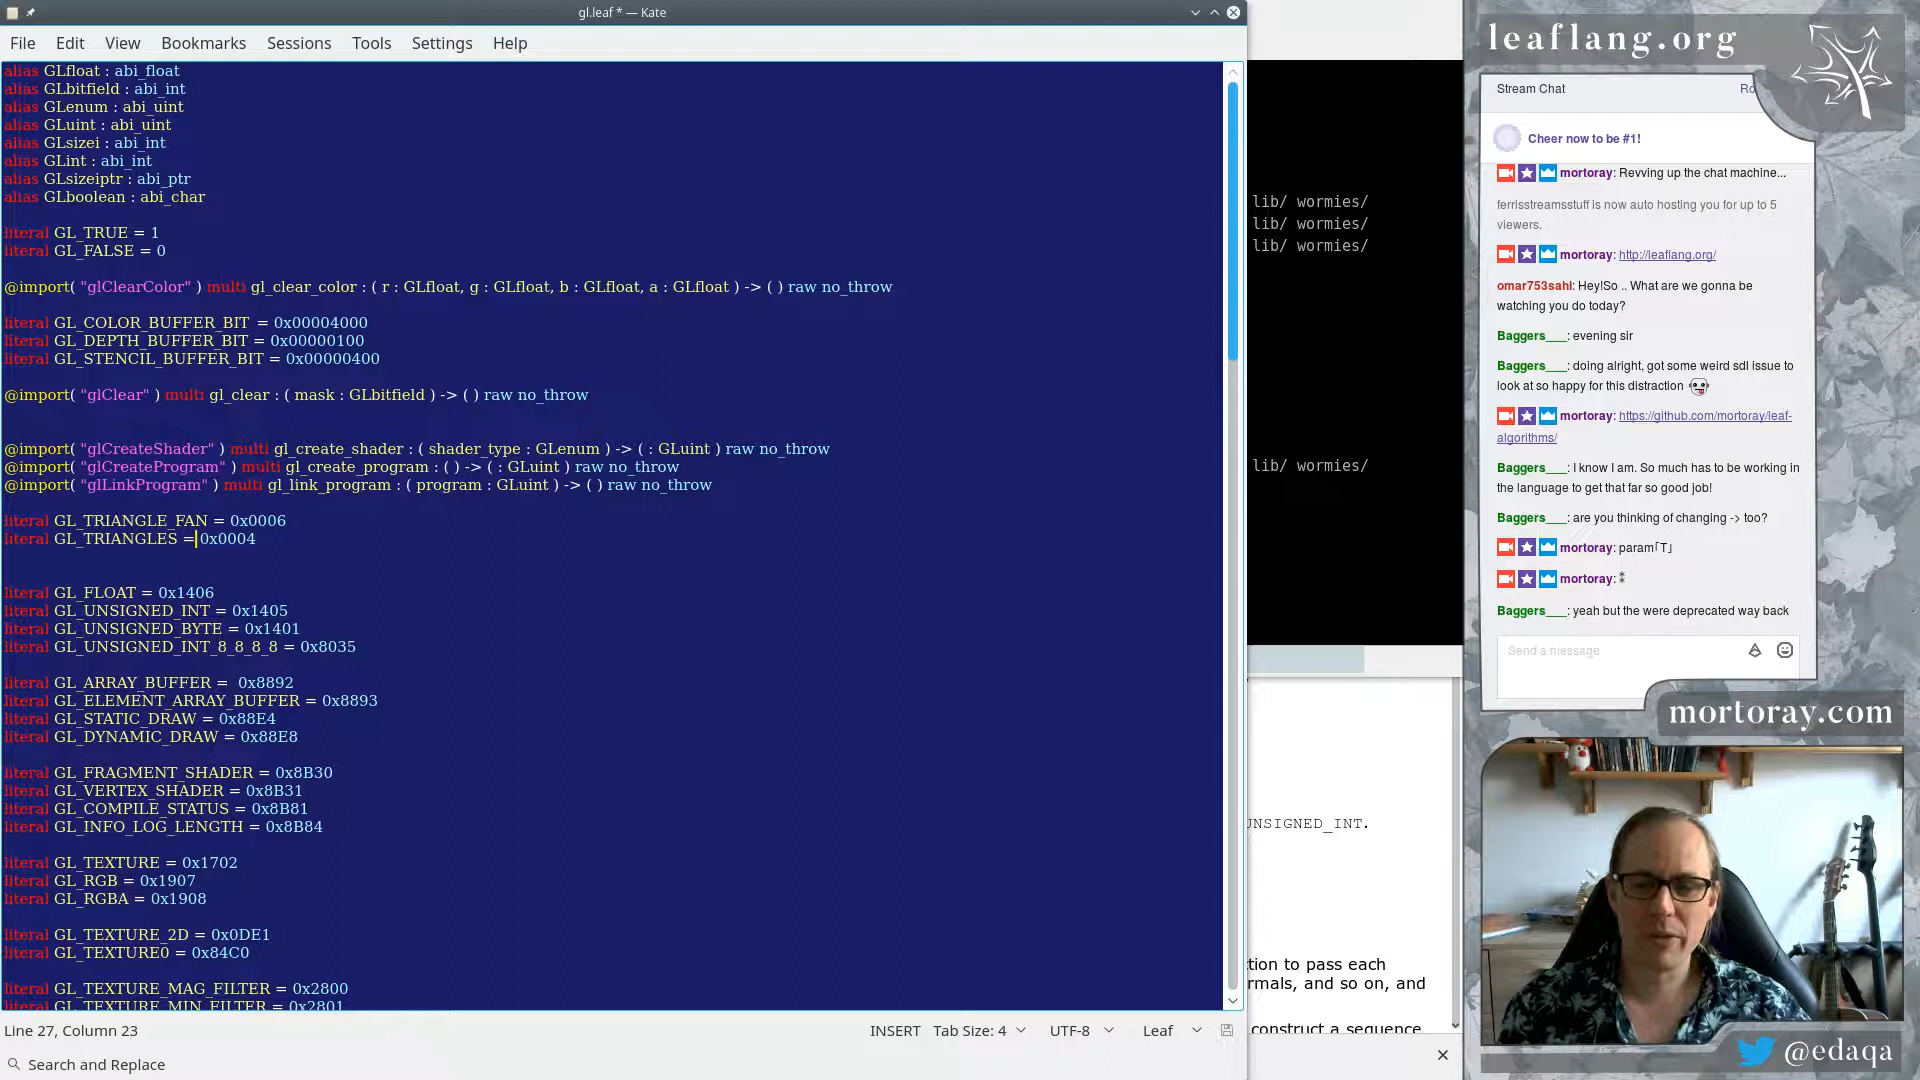 gl.leaf * — Kate
File Edit View Bookmarks Sessions Tools Settings Help
alias GLfloat : abi_float
alias GLbitfield : abi_int
alias GLenum : abi_uint
alias GLuint : abi_uint
alias GLsizei : abi_int
alias GLint : abi_int
alias GLsizeiptr : abi_ptr
alias GLboolean : abi_char
literal GL_TRUE = 1
literal GL_FALSE = 0
@import( "glClearColor" ) multi gl_clear_color : ( r : GLfloat, g : GLfloat, b : GLfloat, a : GLfloat ) -> ( ) raw no_throw
literal GL_COLOR_BUFFER_BIT = 0x00004000
literal GL_DEPTH_BUFFER_BIT = 0x00000100
literal GL_STENCIL_BUFFER_BIT = 0x00000400
@import( "glClear" ) multi gl_clear : ( mask : GLbitfield ) -> ( ) raw no_throw
@import( "glCreateShader" ) multi gl_create_shader : ( shader_type : GLenum ) -> ( : GLuint ) raw no_throw
@import( "glCreateProgram" ) multi gl_create_program : ( ) -> ( : GLuint ) raw no_throw
@import( "glLinkProgram" ) multi gl_link_program : ( program : GLuint ) -> ( ) raw no_throw
literal GL_TRIANGLE_FAN = 0x0006
literal GL_TRIANGLES = 0x0004
literal GL_FLOAT = 0x1406
literal GL_UNSIGNED_INT = 0x1405
literal GL_UNSIGNED_BYTE = 0x1401
literal GL_UNSIGNED_INT_8_8_8_8 = 0x8035
literal GL_ARRAY_BUFFER =  0x8892
literal GL_ELEMENT_ARRAY_BUFFER = 0x8893
literal GL_STATIC_DRAW = 0x88E4
literal GL_DYNAMIC_DRAW = 0x88E8
literal GL_FRAGMENT_SHADER = 0x8B30
literal GL_VERTEX_SHADER = 0x8B31
literal GL_COMPILE_STATUS = 0x8B81
literal GL_INFO_LOG_LENGTH = 0x8B84
literal GL_TEXTURE = 0x1702
literal GL_RGB = 0x1907
literal GL_RGBA = 0x1908
literal GL_TEXTURE_2D = 0x0DE1
literal GL_TEXTURE0 = 0x84C0
literal GL_TEXTURE_MAG_FILTER = 0x2800
literal GL_TEXTURE_MIN_FILTER = 0x2801
Line 27, Column 23
INSERT Tab Size: 4 UTF-8 Leaf
Search and Replace
lib/ wormies/
lib/ wormies/
lib/ wormies/
lib/ wormies/
UNSIGNED_INT.
to pass each
and so on, and
construct a sequence
leaflang.org
Stream Chat
Cheer now to be #1!
mortoray: Revving up the chat machine...
ferrisstreamsstuff is now auto hosting you for up to 5
viewers.
mortoray: http://leaflang.org/
omar753sahl: Hey!So .. What are we gonna be
watching you do today?
Baggers___: evening sir
Baggers___: doing alright, got some weird sdl issue to
look at so happy for this distraction
mortoray: https://github.com/mortoray/leaf-
algorithms/
Baggers___: I know I am. So much has to be working in
the language to get that far so good job!
Baggers___: are you thinking of changing -> too?
mortoray: param｢T｣
mortoray: ⁑
Baggers___: yeah but the were deprecated way back
Send a message
mortoray.com
@edaqa